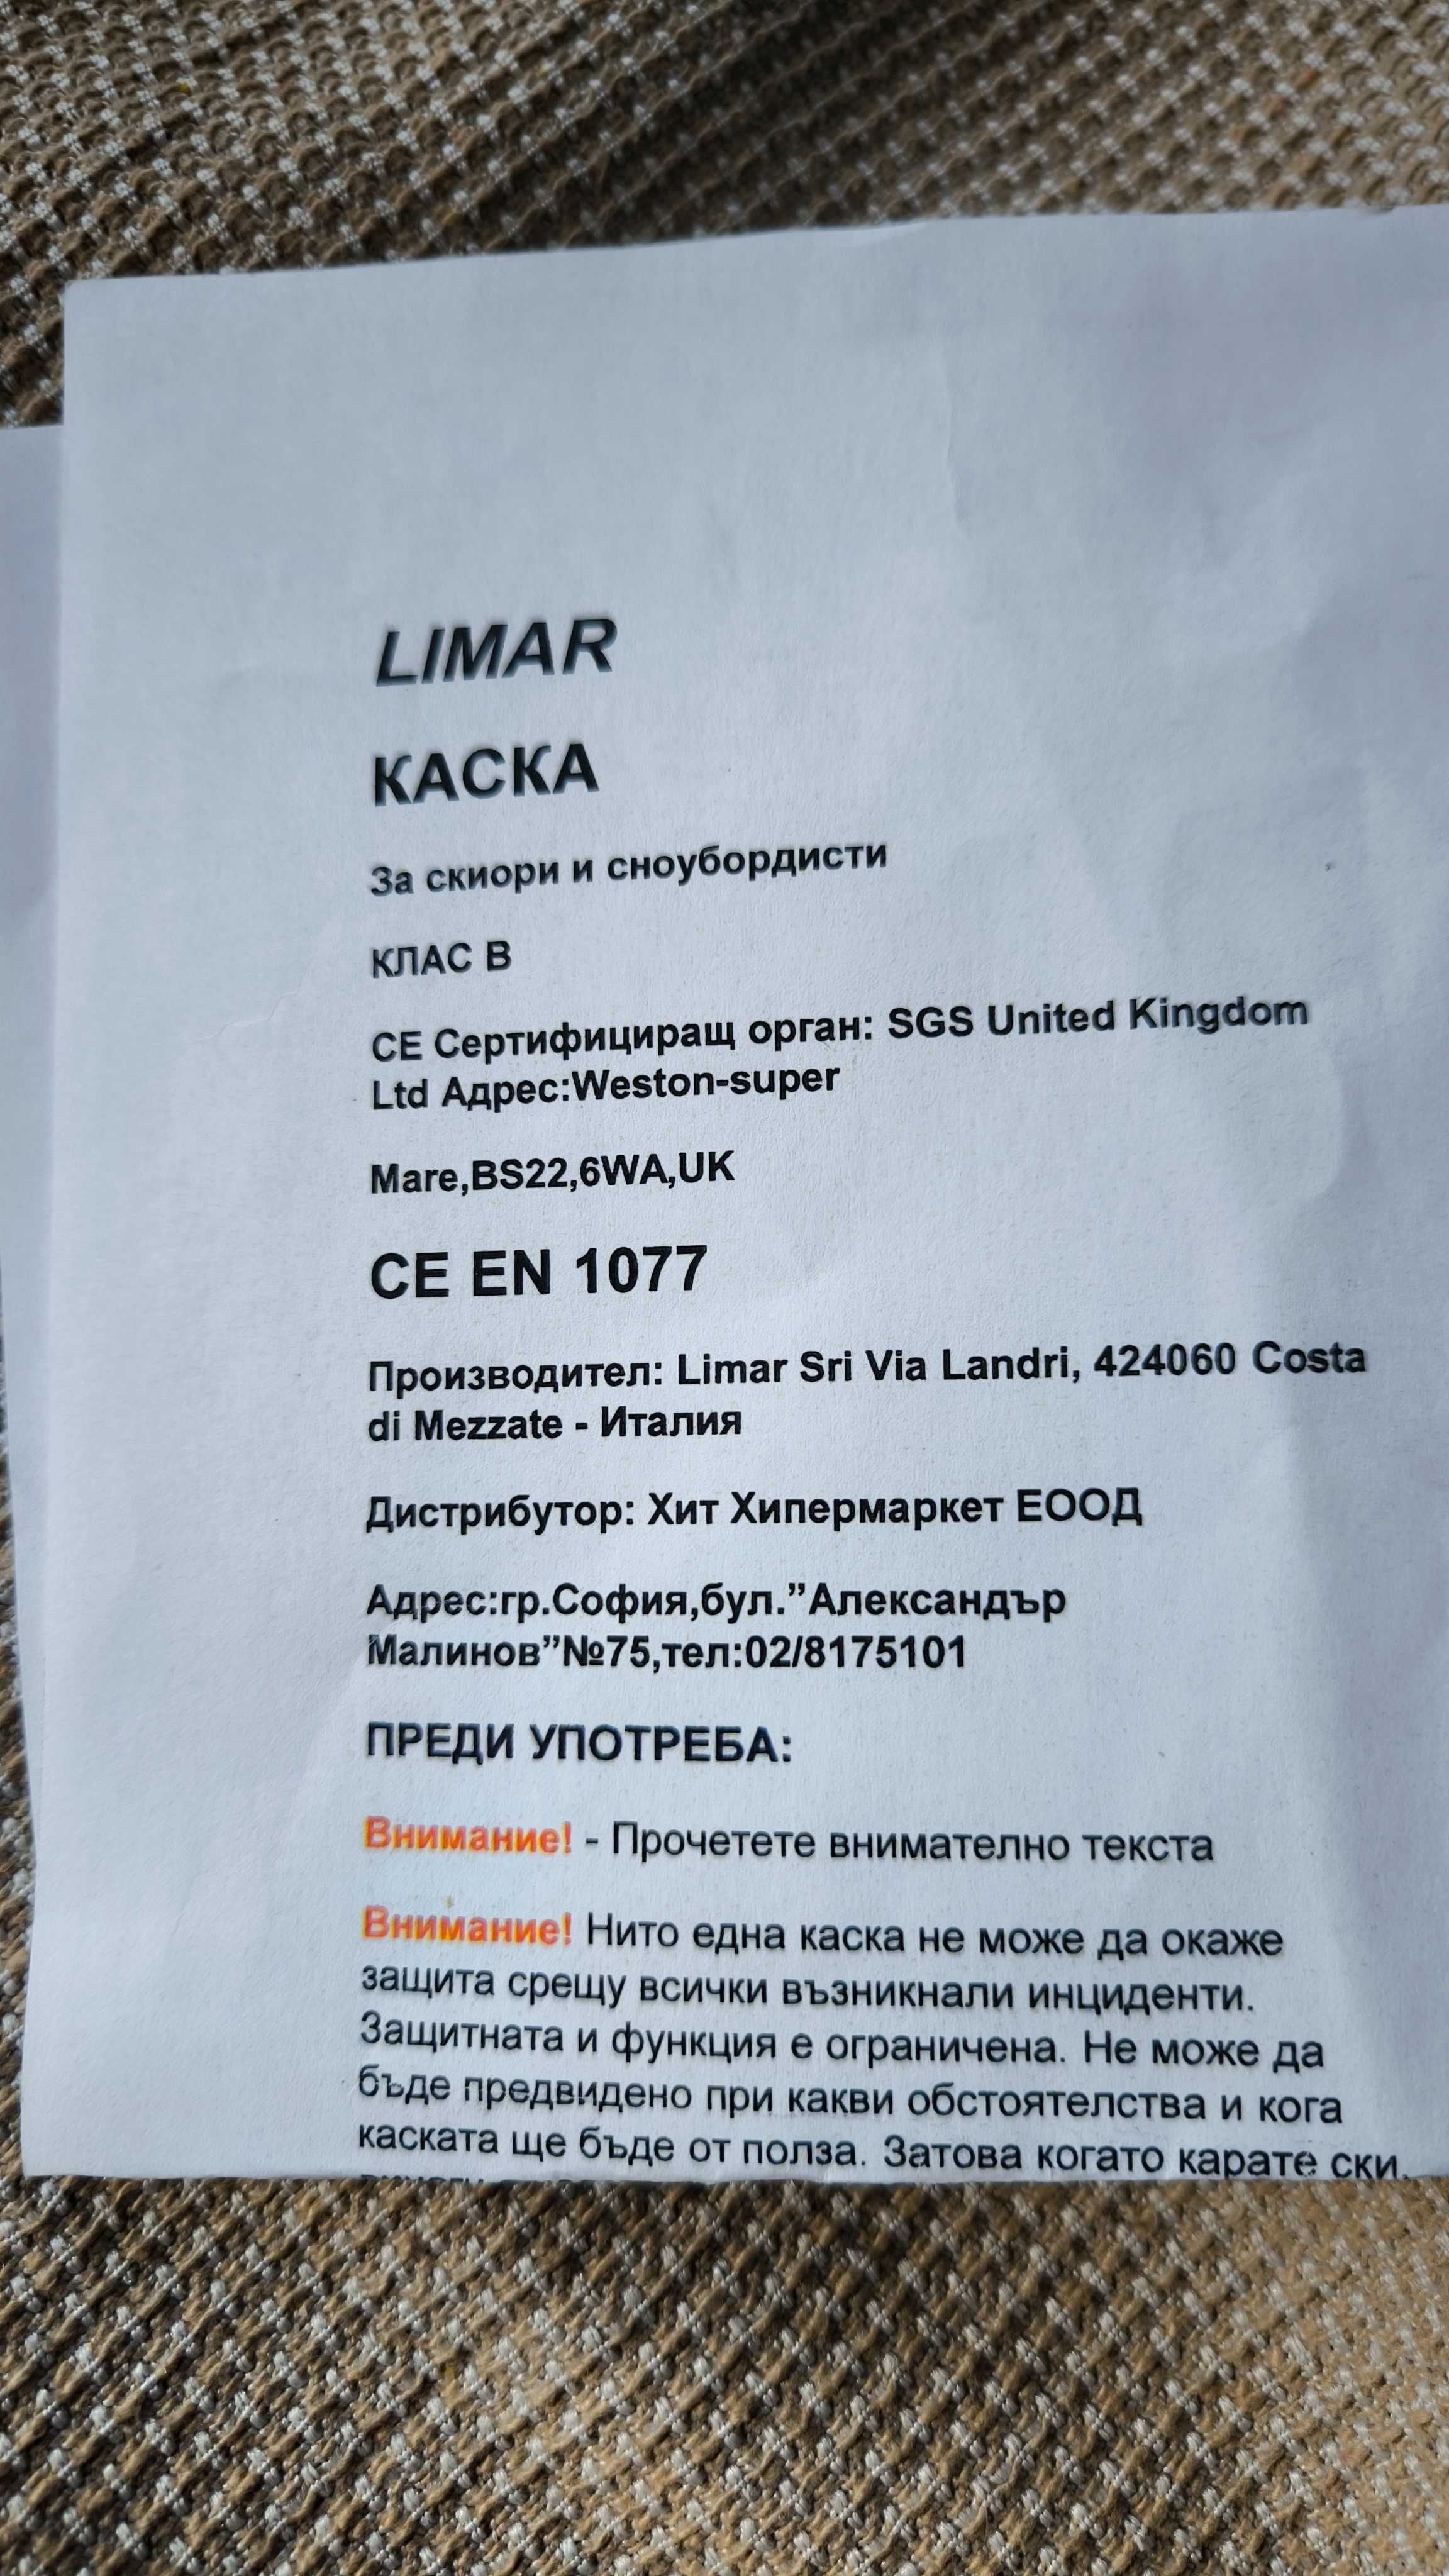 LIMAR
КАСКА
За скиори и сноубордисти
КЛАС В
CE Сертифициращ орган: SGS United Kingdom
Ltd Адрес:Weston-super
Mare,BS22,6WA,UK
CE EN 1077
Производител: Limar Sri Via Landri, 424060 Costa
di Mezzate - Италия
Дистрибутор: Хит Хипермаркет ЕООД
Адрес:гр.София,бул.”Александър
Малинов”№75,тел:02/8175101
ПРЕДИ УПОТРЕБА:
Внимание! - Прочетете внимателно текста
Внимание! Нито една каска не може да окаже
защита срещу всички възникнали инциденти.
Защитната и функция е ограничена. Не може да
бъде предвидено при какви обстоятелства и кога
каската ще бъде от полза. Затова когато карате ски,